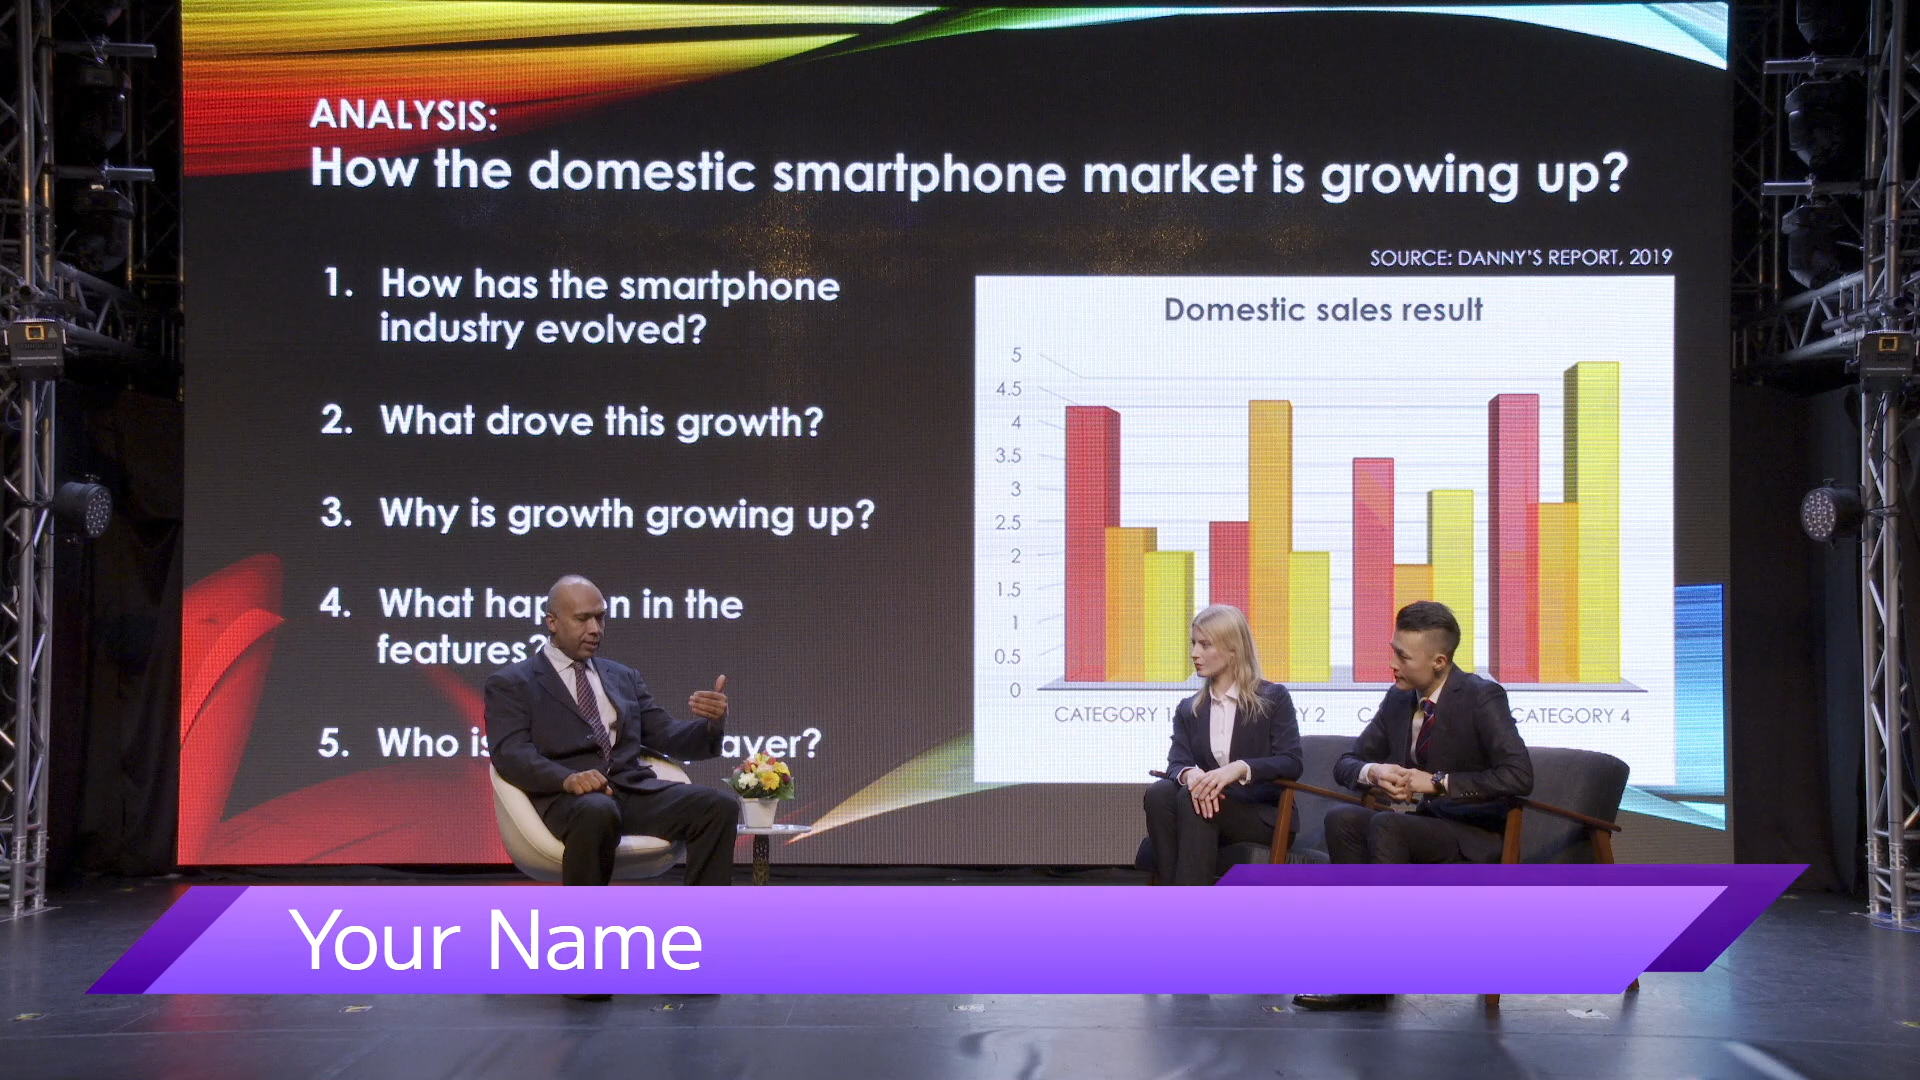 ANALYSIS:
How the domestic smartphone market is growing up?
SOURCE: DANNY'S REPORT, 2019
1. How has the smartphone
industry evolved?
2. What drove this growth?
3. Why is growth growing up?
4. What in the
features?
5. Who
Domestic sales result
5
4.5
4
3.5
3
2.5
2
1.5
1
0.5
0
CATEGORY 1 2 CATEGORY 4
Your Name